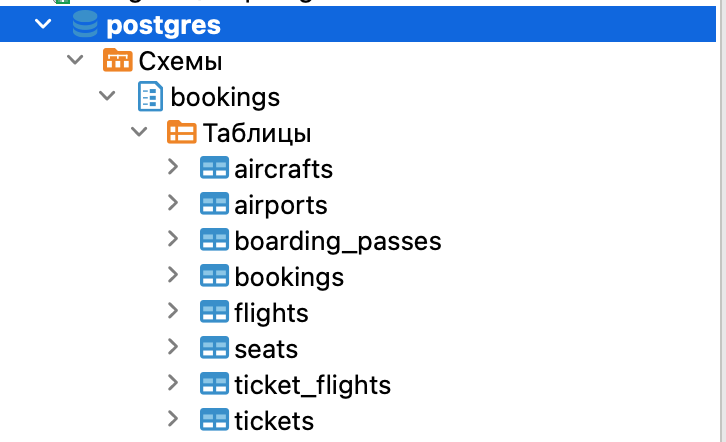 postgres
Схемы
bookings
Таблицы
aircrafts
airports
boarding_passes
bookings
flights
seats
ticket_flights
tickets